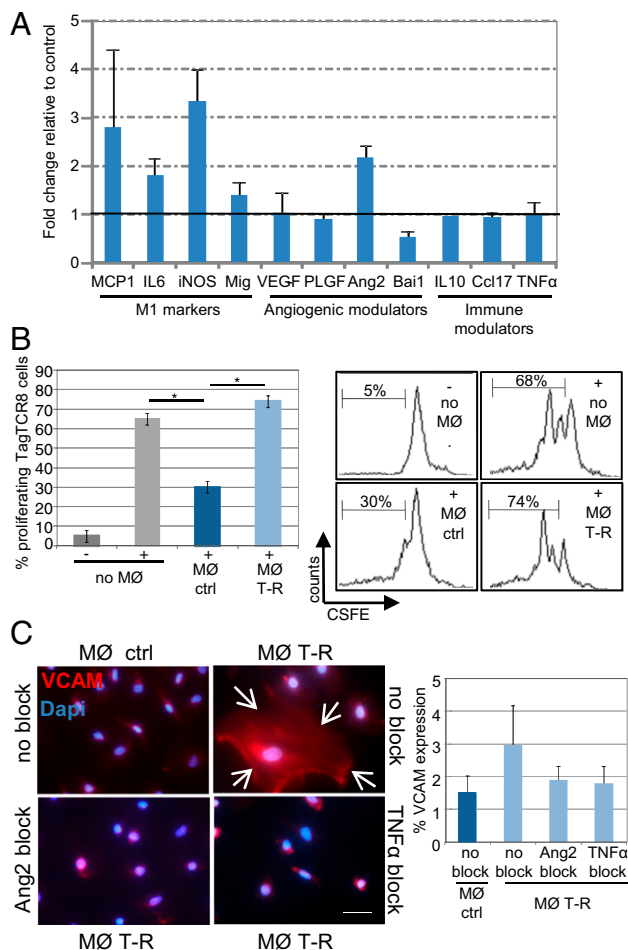 A
Fold change relative to control
5
4
3
2
1
0
MCP1 IL6 iNOS Mig VEGF PLGF Ang2 Bai1 IL10 Ccl17 TNFα
M1 markers Angiogenic modulators Immune
modulators
B
% proliferating TagTCR8 cells
90
80
70
60
50
40
30
20
10
0
- + + +
no MØ MØ MØ
ctrl T-R
* *
5% - no MØ .
68% + no MØ
30% + MØ ctrl
74% + MØ T-R
counts
CSFE
C
MØ ctrl MØ T-R
VCAM
Dapi
no block
no block
Ang2 block
TNFα block
MØ T-R MØ T-R
% VCAM expression
5
4
3
2
1
0
no no Ang2 TNFα
block block block block
MØ MØ T-R
ctrl